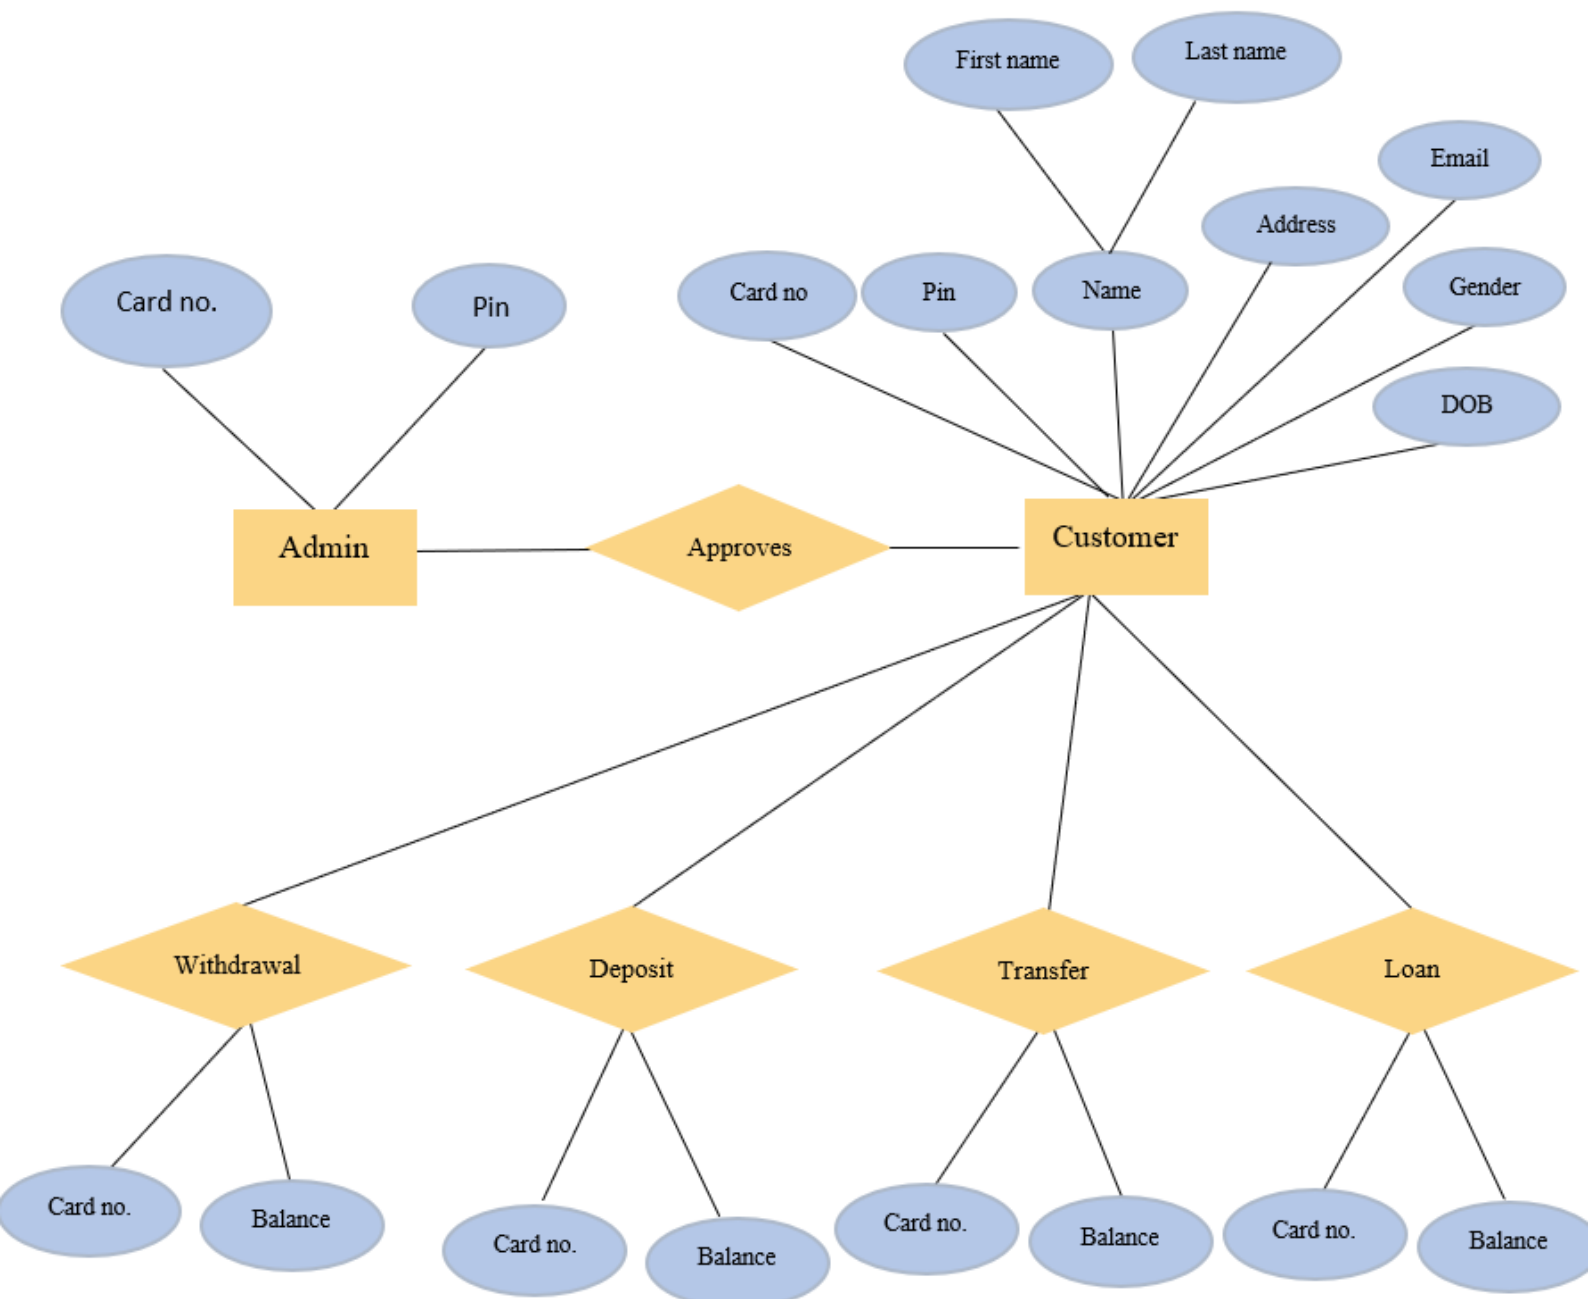 First name
Last name
Email
Address
Card no.
Pin
Card no
Pin
Name
Gender
DOB
Admin
Approves
Customer
Withdrawal
Deposit
Transfer
Loan
Card no.
Balance
Card no.
Balance
Card no.
Balance
Card no.
Balance